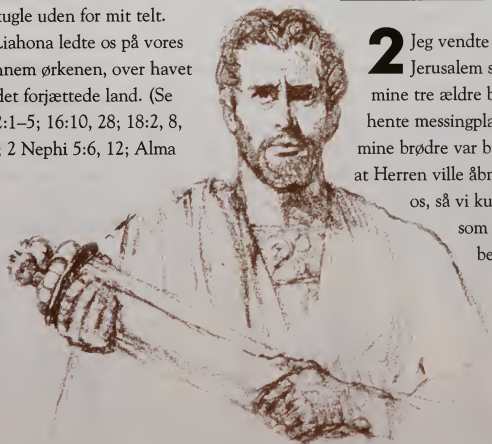 kugle uden for mit telt.
Liahona ledte os på vores
nnem ørkenen, over havet
det forjættede land. (Se
2:1–5; 16:10, 28; 18:2, 8,
2 Nephi 5:6, 12; Alma
2 Jeg vendte
Jerusalem s
mine tre ældre b
hente messingpla
mine brødre var b
at Herren ville åbn
os, så vi ku
som
be